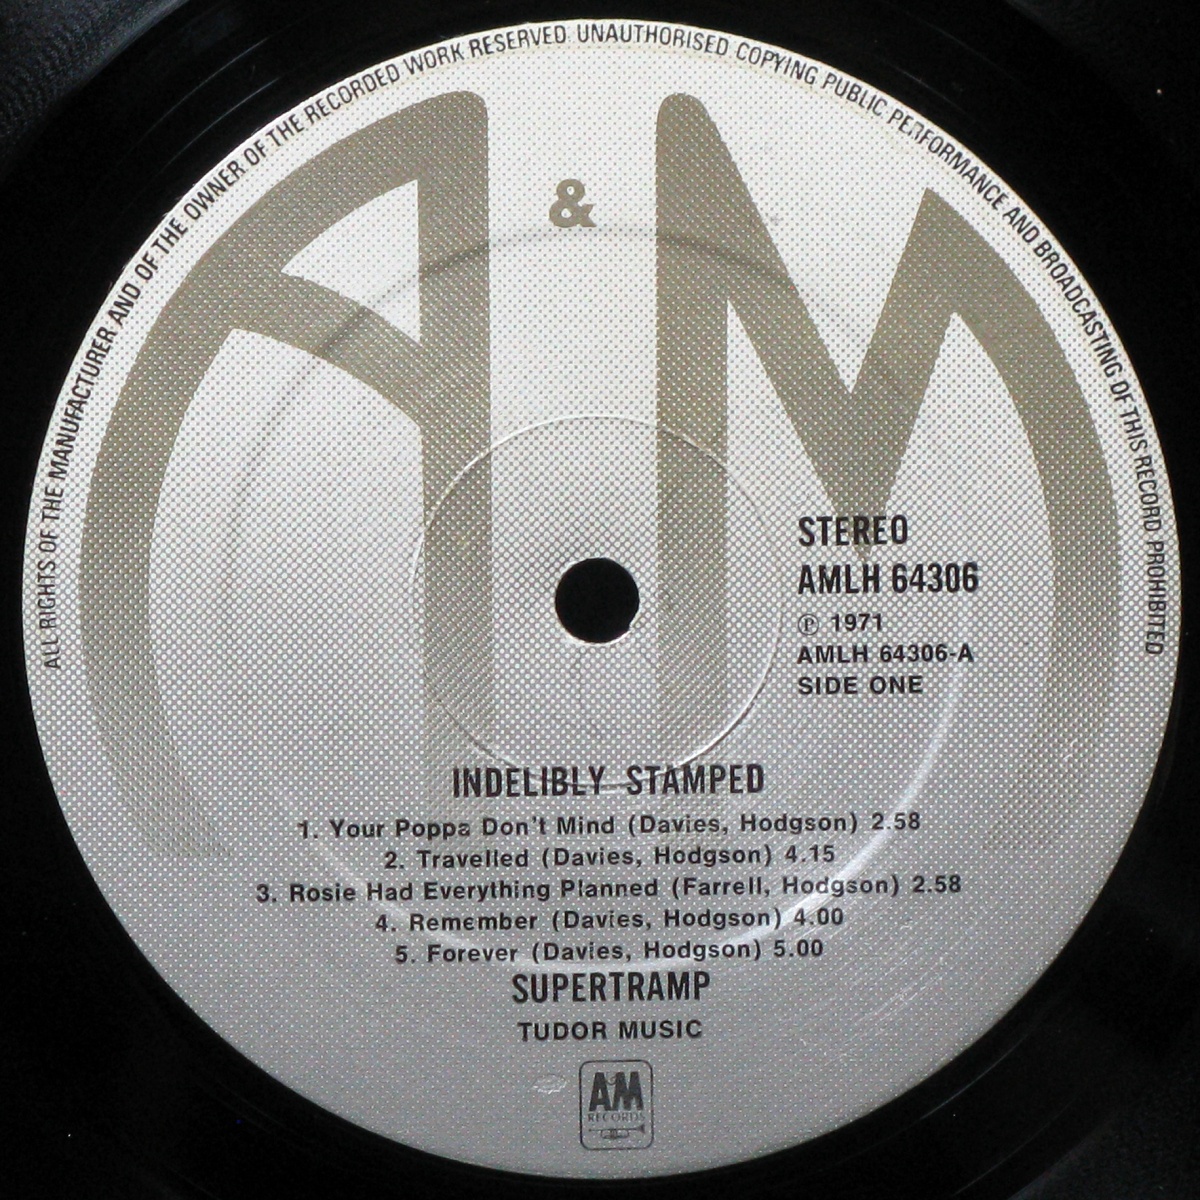 ALL RIGHTS OF THE MANUFACTURER AND OF THE OWNER OF THE RECORDED WORK RESERVED UNAUTHORISED COPYING PUBLIC PERFORMANCE AND BROADCASTING OF THIS RECORD PROHIBITED
A & M
STEREO
AMLH 64306
℗ 1971
AMLH 64306-A
SIDE ONE
INDELIBLY STAMPED
1. Your Poppa Don't Mind (Davies, Hodgson) 2.58
2. Travelled (Davies, Hodgson) 4.15
3. Rosie Had Everything Planned (Farrell, Hodgson) 2.58
4. Remember (Davies, Hodgson) 4.00
5. Forever (Davies, Hodgson) 5.00
SUPERTRAMP
TUDOR MUSIC
AM
RECORDS